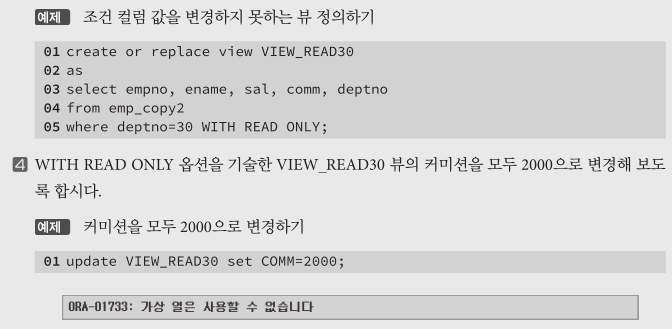 예제 조건 컬럼 값을 변경하지 못하는 뷰 정의하기
01 create or replace view VIEW_READ30
02 as
03 select empno, ename, sal, comm, deptno
04 from emp_copy2
05 where deptno=30 WITH READ ONLY;
4 WITH READ ONLY 옵션을 기술한 VIEW_READ30 뷰의 커미션을 모두 2000으로 변경해 보도
록 합시다.
예제 커미션을 모두 2000으로 변경하기
01 update VIEW_READ30 set COMM=2000;
ORA-01733: 가상 열은 사용할 수 없습니다